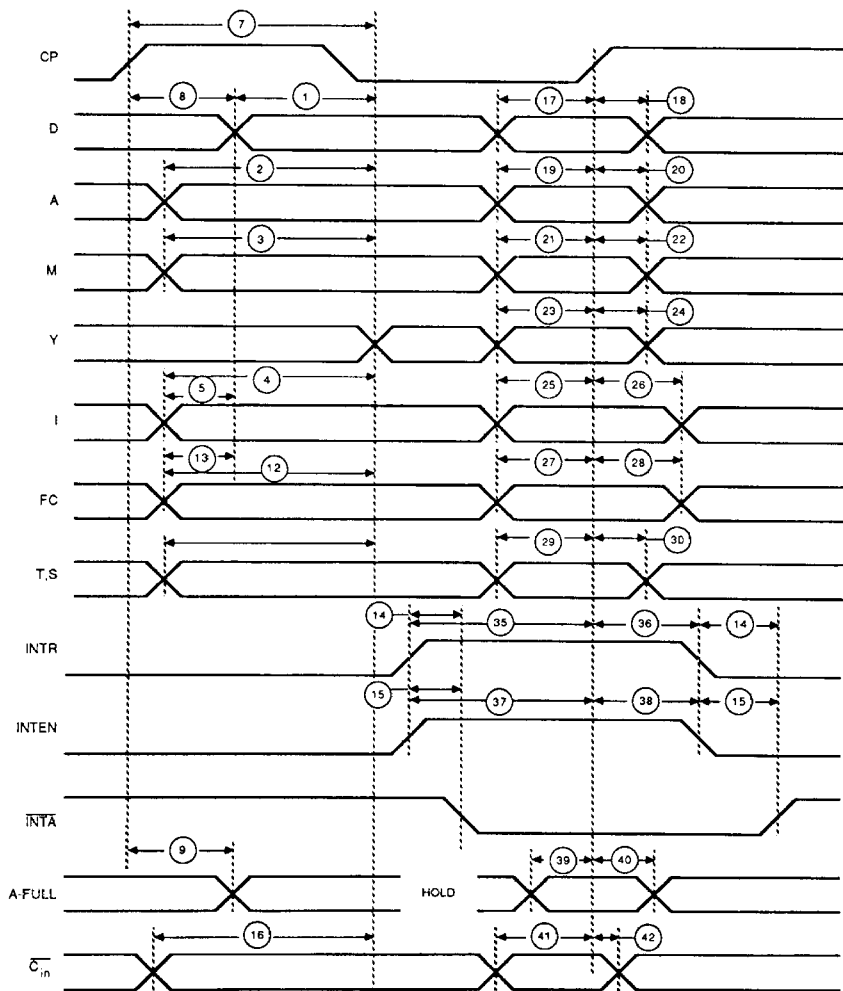 7
CP
8 1 17 18
D
2 19 20
A
3 21 22
M
23 24
Y
4
5 25 26
I
13 12 27 28
FC
29 30
T,S
14 35 36 14
INTR
15 37 38 15
INTEN
INTA
9 39 40
A-FULL HOLD
16 41 42
C in